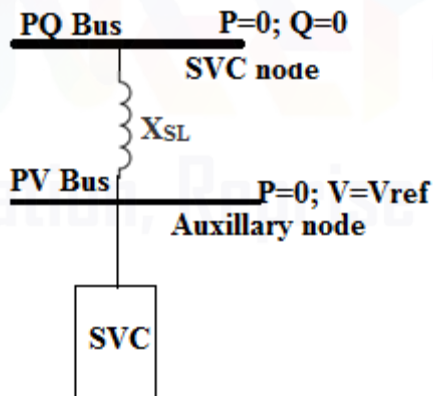 PQ Bus P=0; Q=0
SVC node
XSL
PV Bus P=0; V=Vref
Auxillary node
SVC